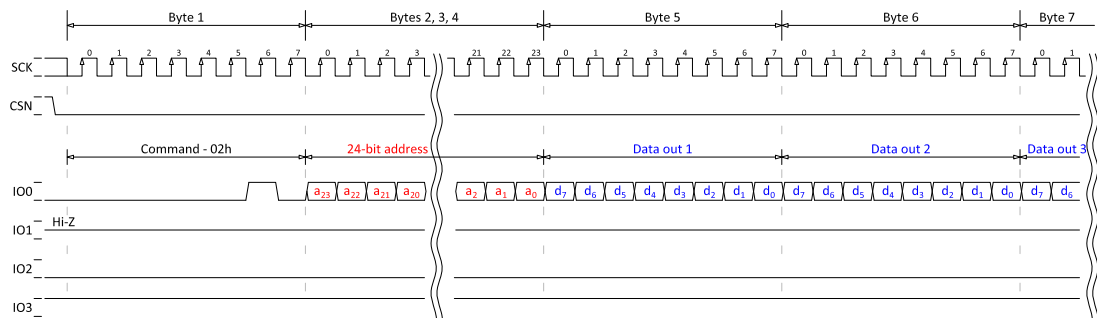 Byte 1 Bytes 2, 3, 4 Byte 5 Byte 6 Byte 7
0 1 2 3 4 5 6 7 0 1 2 3 21 22 23 0 1 2 3 4 5 6 7 0 1 2 3 4 5 6 7 0 1
SCK
CSN
Command - 02h 24-bit address Data out 1 Data out 2 Data out 3
IO0 a23 a22 a21 a20 a2 a1 a0 d7 d6 d5 d4 d3 d2 d1 d0 d7 d6 d5 d4 d3 d2 d1 d0 d7 d6
Hi-Z
IO1
IO2
IO3